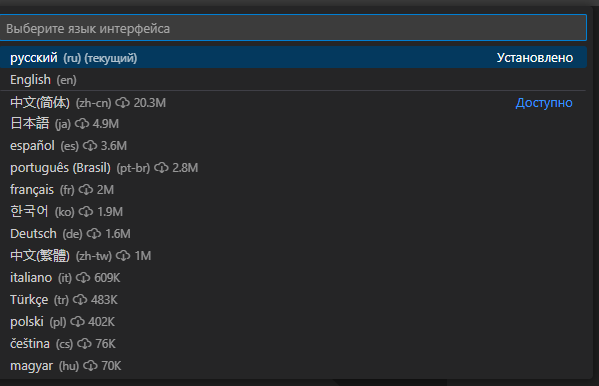 Выберите язык интерфейса
русский (ru) (текущий) Установлено
English (en)
中文(简体) (zh-cn) 20.3M Доступно
日本語 (ja) 4.9M
español (es) 3.6M
português (Brasil) (pt-br) 2.8M
français (fr) 2M
한국어 (ko) 1.9M
Deutsch (de) 1.6M
中文(繁體) (zh-tw) 1M
italiano (it) 609K
Türkçe (tr) 483K
polski (pl) 402K
čeština (cs) 76K
magyar (hu) 70K